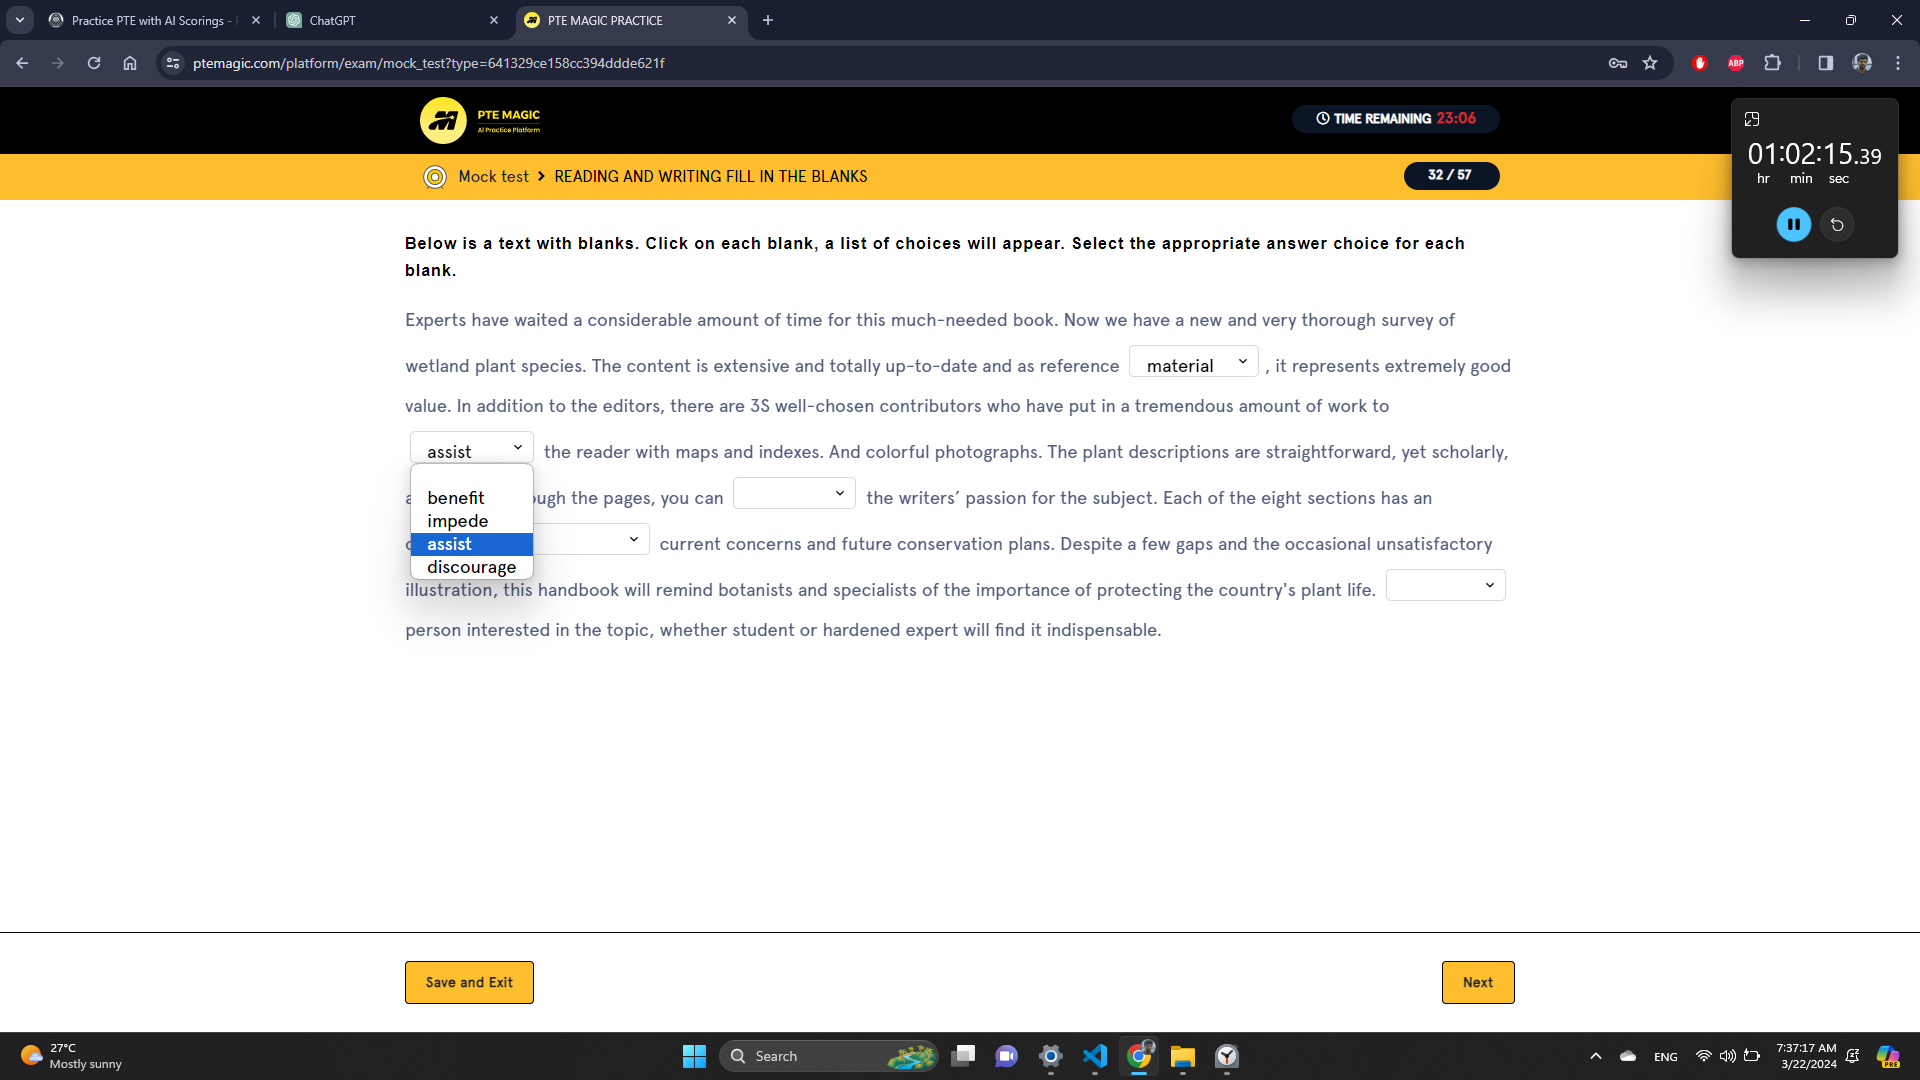 Practice PTE with AI Scorings -
ChatGPT
PTE MAGIC PRACTICE
ptemagic.com/platform/exam/mock_test?type=641329ce158cc394ddde621f
ABP
PTE MAGIC
AI Practice Platform
TIME REMAINING 23:06
01:02:15.39
hr min sec
Mock test > READING AND WRITING FILL IN THE BLANKS
32 / 57
Below is a text with blanks. Click on each blank, a list of choices will appear. Select the appropriate answer choice for each
blank.
Experts have waited a considerable amount of time for this much-needed book. Now we have a new and very thorough survey of
wetland plant species. The content is extensive and totally up-to-date and as reference material , it represents extremely good
value. In addition to the editors, there are 3S well-chosen contributors who have put in a tremendous amount of work to
assist the reader with maps and indexes. And colorful photographs. The plant descriptions are straightforward, yet scholarly,
the pages, you can the writers’ passion for the subject. Each of the eight sections has an
current concerns and future conservation plans. Despite a few gaps and the occasional unsatisfactory
illustration, this handbook will remind botanists and specialists of the importance of protecting the country's plant life.
person interested in the topic, whether student or hardened expert will find it indispensable.
benefit
impede
assist
discourage
Save and Exit
Next
27°C
Mostly sunny
Search
ENG
7:37:17 AM
3/22/2024
PRE